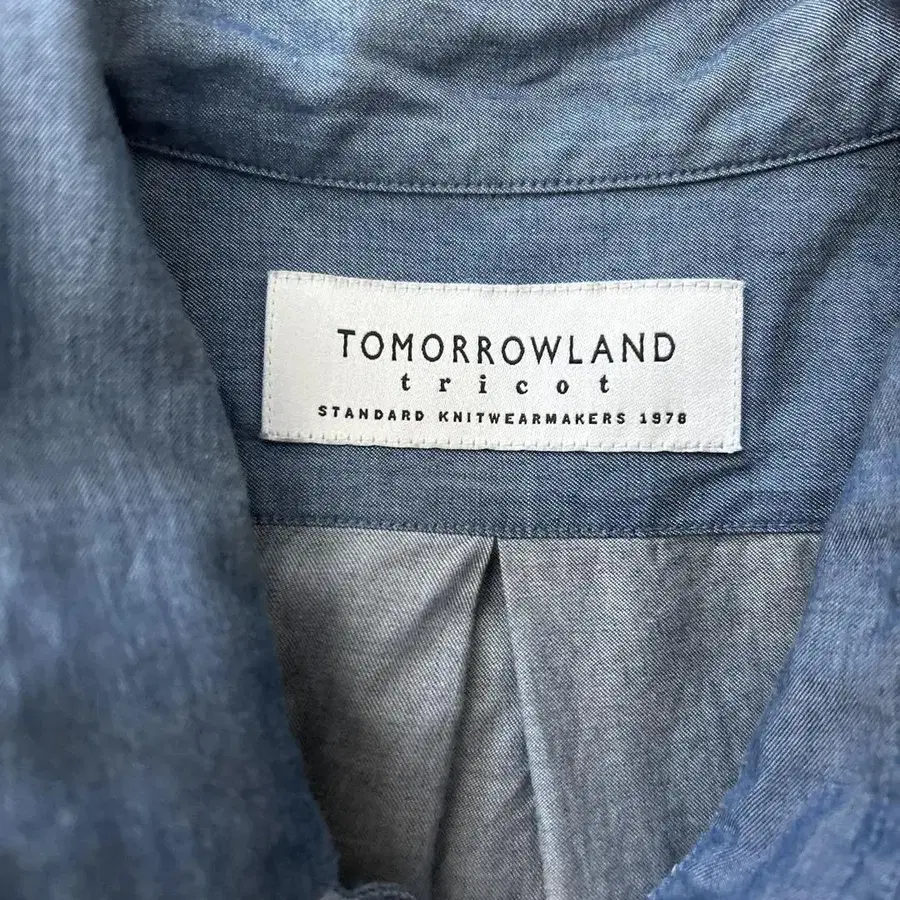 TOMORROWLAND
tricot
STANDARD KNITWEARMAKERS 1978